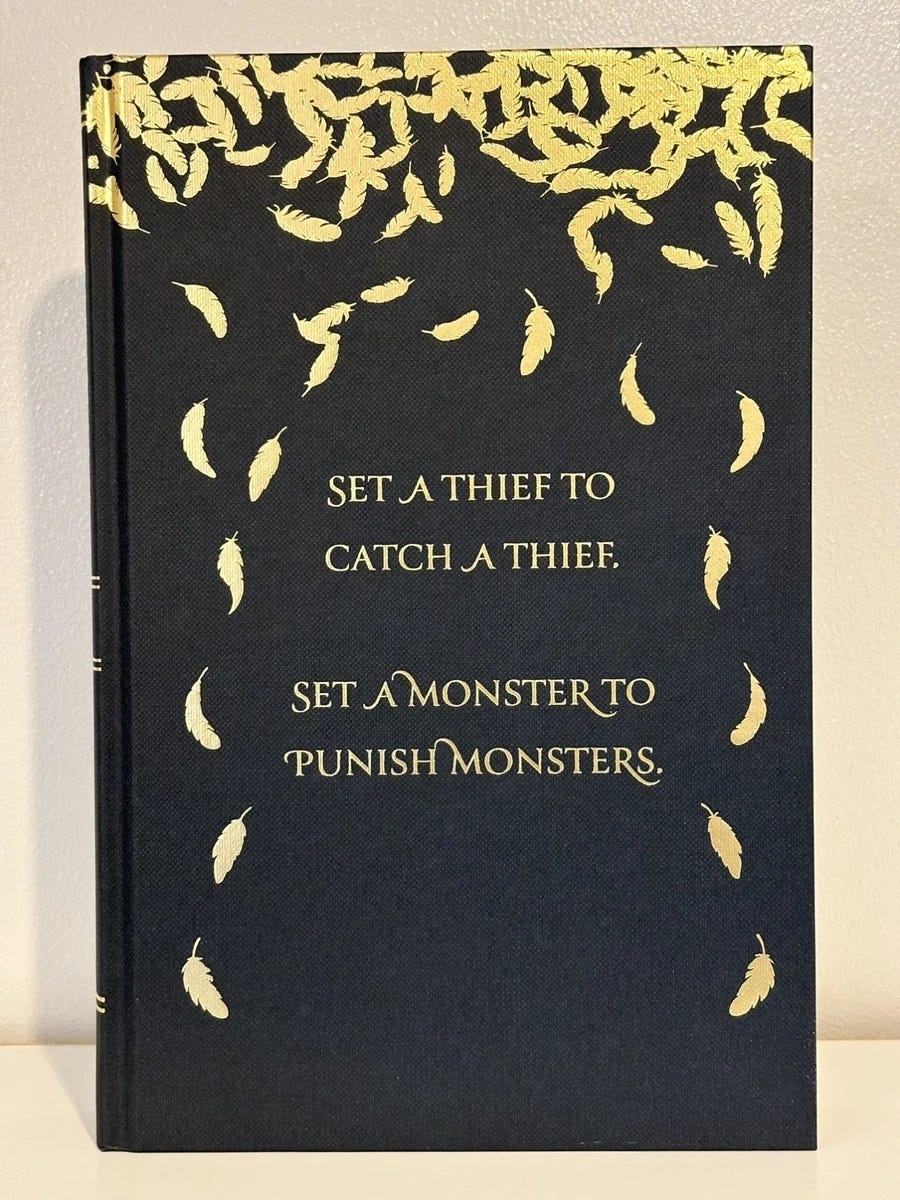 SET A THIEF TO
CATCH A THIEF.
SET A MONSTER TO
PUNISH MONSTERS.